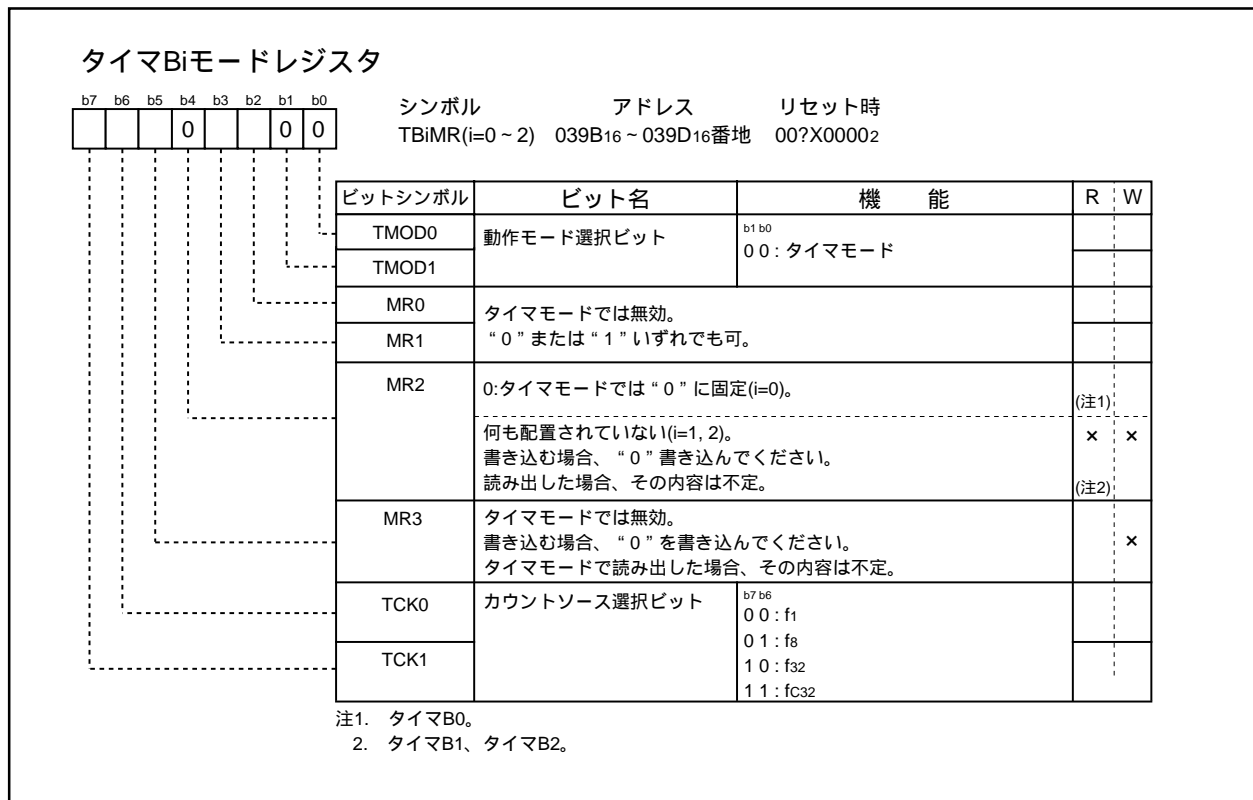 タイマBiモードレジスタ
b7 b6 b5 b4 b3 b2 b1 b0
0 0 0
シンボル アドレス リセット時
TBiMR(i=0~2) 039B16~039D16番地 00?X00002
ビットシンボル ビット名 機 能 R W
TMOD0 動作モード選択ビット b1 b0
0 0 : タイマモード
TMOD1
MR0 タイマモードでは無効。
MR1 “0”または“1”いずれでも可。
MR2 0:タイマモードでは“0”に固定(i=0)。
(注1)
何も配置されていない(i=1, 2)。 × ×
書き込む場合、“0”書き込んでください。
読み出した場合、その内容は不定。 (注2)
MR3 タイマモードでは無効。
書き込む場合、“0”を書き込んでください。 ×
タイマモードで読み出した場合、その内容は不定。
TCK0 カウントソース選択ビット b7 b6
0 0 : f1
0 1 : f8
TCK1 1 0 : f32
1 1 : fC32
注1. タイマB0。
2. タイマB1、タイマB2。